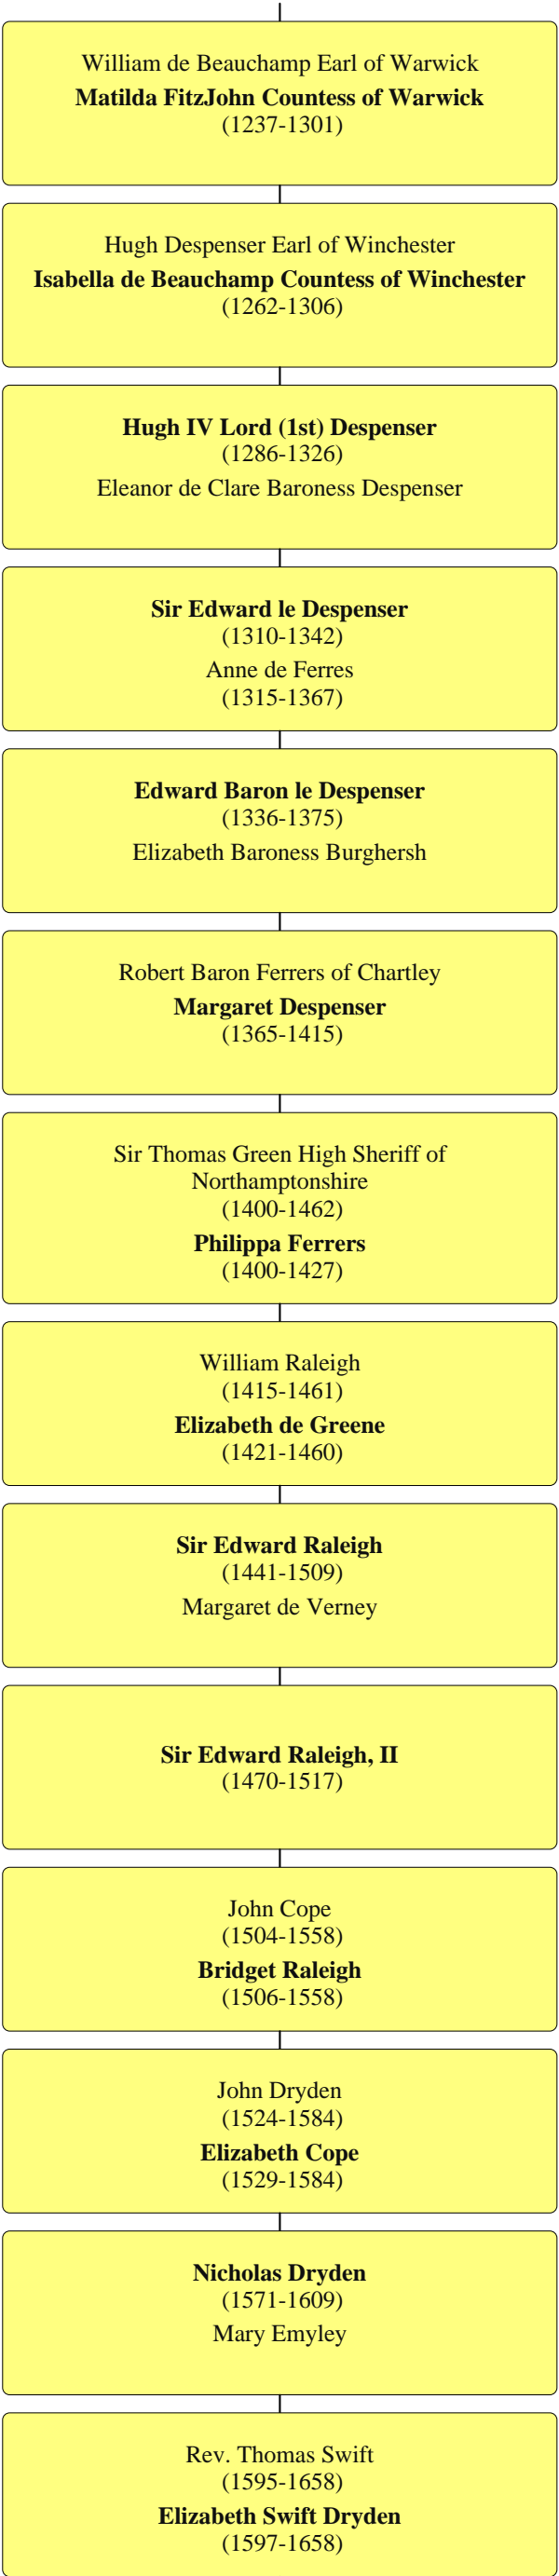 William de Beauchamp Earl of Warwick
Matilda FitzJohn Countess of Warwick
(1237-1301)
Hugh Despenser Earl of Winchester
Isabella de Beauchamp Countess of Winchester
(1262-1306)
Hugh IV Lord (1st) Despenser
(1286-1326)
Eleanor de Clare Baroness Despenser
Sir Edward le Despenser
(1310-1342)
Anne de Ferres
(1315-1367)
Edward Baron le Despenser
(1336-1375)
Elizabeth Baroness Burghersh
Robert Baron Ferrers of Chartley
Margaret Despenser
(1365-1415)
Sir Thomas Green High Sheriff of
Northamptonshire
(1400-1462)
Philippa Ferrers
(1400-1427)
William Raleigh
(1415-1461)
Elizabeth de Greene
(1421-1460)
Sir Edward Raleigh
(1441-1509)
Margaret de Verney
Sir Edward Raleigh, II
(1470-1517)
John Cope
(1504-1558)
Bridget Raleigh
(1506-1558)
John Dryden
(1524-1584)
Elizabeth Cope
(1529-1584)
Nicholas Dryden
(1571-1609)
Mary Emyley
Rev. Thomas Swift
(1595-1658)
Elizabeth Swift Dryden
(1597-1658)